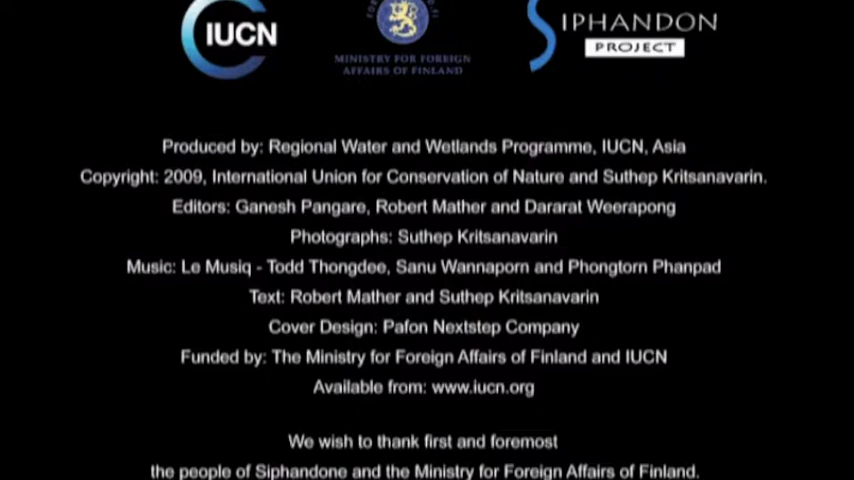 IUCN
MINISTRY FOR FOREIGN
AFFAIRS OF FINLAND
SIPHANDON
PROJECT
Produced by: Regional Water and Wetlands Programme, IUCN, Asia
Copyright: 2009, International Union for Conservation of Nature and Suthep Kritsanavarin.
Editors: Ganesh Pangare, Robert Mather and Dararat Weerapong
Photographs: Suthep Kritsanavarin
Music: Le Musiq - Todd Thongdee, Sanu Wannaporn and Phongtorn Phanpad
Text: Robert Mather and Suthep Kritsanavarin
Cover Design: Pafon Nextstep Company
Funded by: The Ministry for Foreign Affairs of Finland and IUCN
Available from: www.iucn.org
We wish to thank first and foremost
the people of Siphandone and the Ministry for Foreign Affairs of Finland.